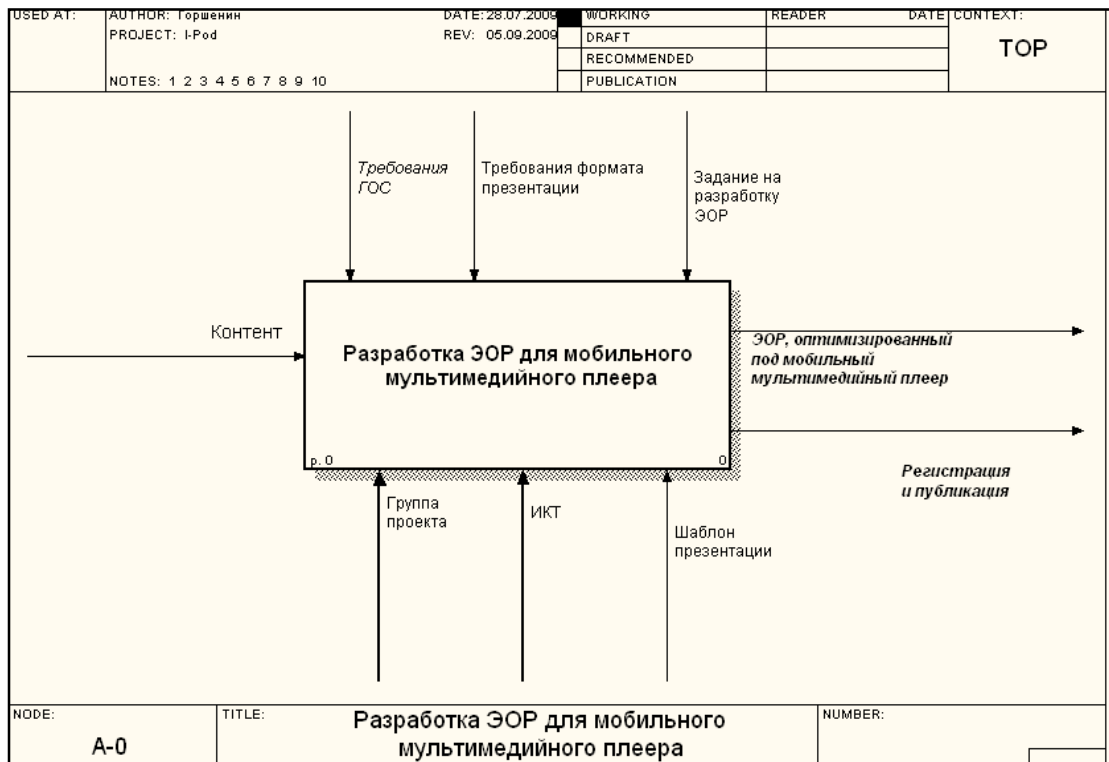 USED AT:
AUTHOR: Горшенин
DATE: 28.07.2009
WORKING
READER
DATE
CONTEXT:
PROJECT: I-Pod
REV: 05.09.2009
DRAFT
TOP
RECOMMENDED
NOTES: 1 2 3 4 5 6 7 8 9 10
PUBLICATION
Требования
ГОС
Требования формата
презентации
Задание на
разработку
ЭОР
Контент
Разработка ЭОР для мобильного
мультимедийного плеера
p. 0
0
ЭОР, оптимизированный
под мобильный
мультимедийный плеер
Регистрация
и публикация
Группа
проекта
ИКТ
Шаблон
презентации
NODE:
A-0
TITLE:
Разработка ЭОР для мобильного
мультимедийного плеера
NUMBER: